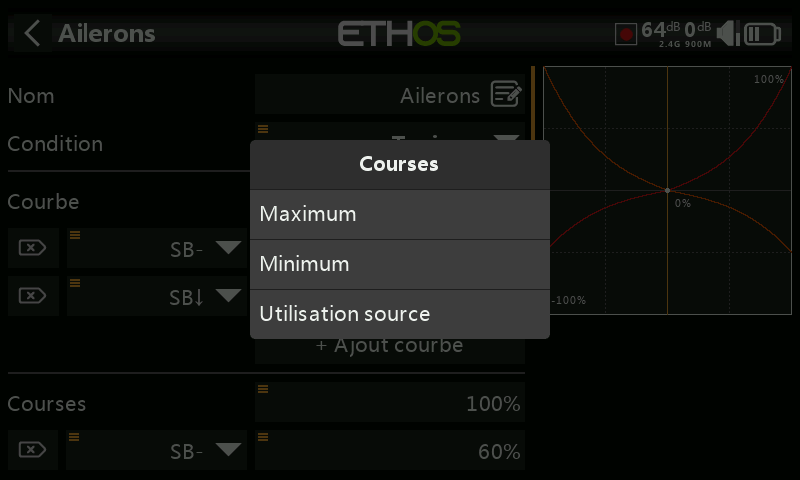 Ailerons
ETHOS
64dB 0dB
2.4G 900M
Nom
Ailerons
Condition
Courses
Maximum
Minimum
Utilisation source
Courbe
SB-
SB↓
+ Ajout courbe
Courses
100%
SB-
60%
100%
0%
-100%